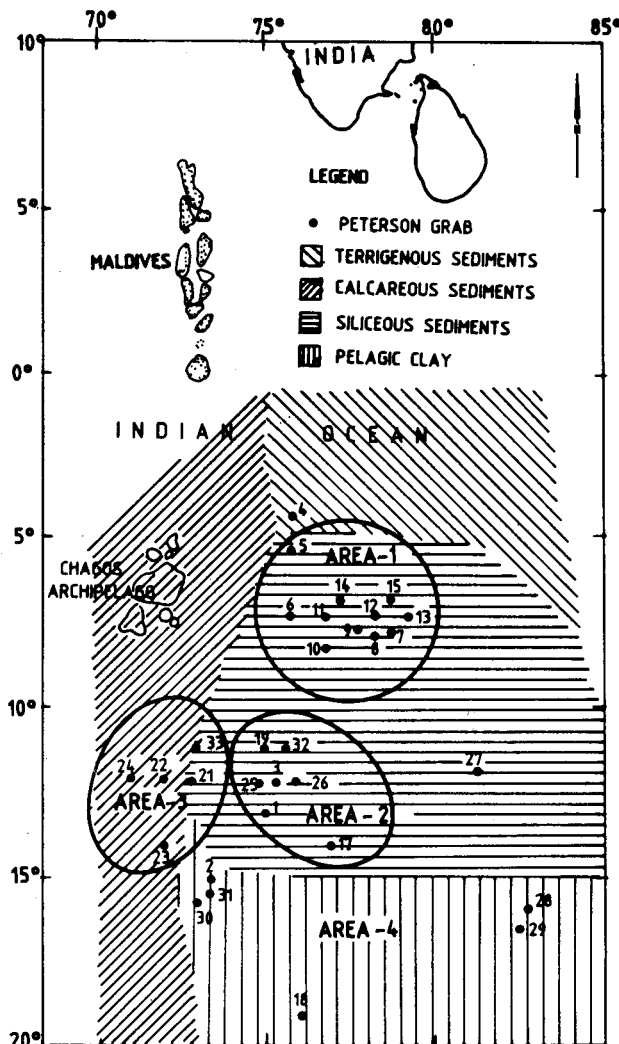 70° 75° 80° 85°
10°
INDIA
LEGEND
5°
• PETERSON GRAB
MALDIVES
TERRIGENOUS SEDIMENTS
CALCAREOUS SEDIMENTS
SILICEOUS SEDIMENTS
PELAGIC CLAY
0°
INDIAN OCEAN
4
5°
5 AREA-1
CHAGOS
ARCHIPELAGO
14 15
6 11 12 13
9 7
10 8
10°
33 19 32
24 22 21 3 27
25 26
AREA-3
1 AREA-2
23 17
15°
2
31
30 28
AREA-4 29
18
20°